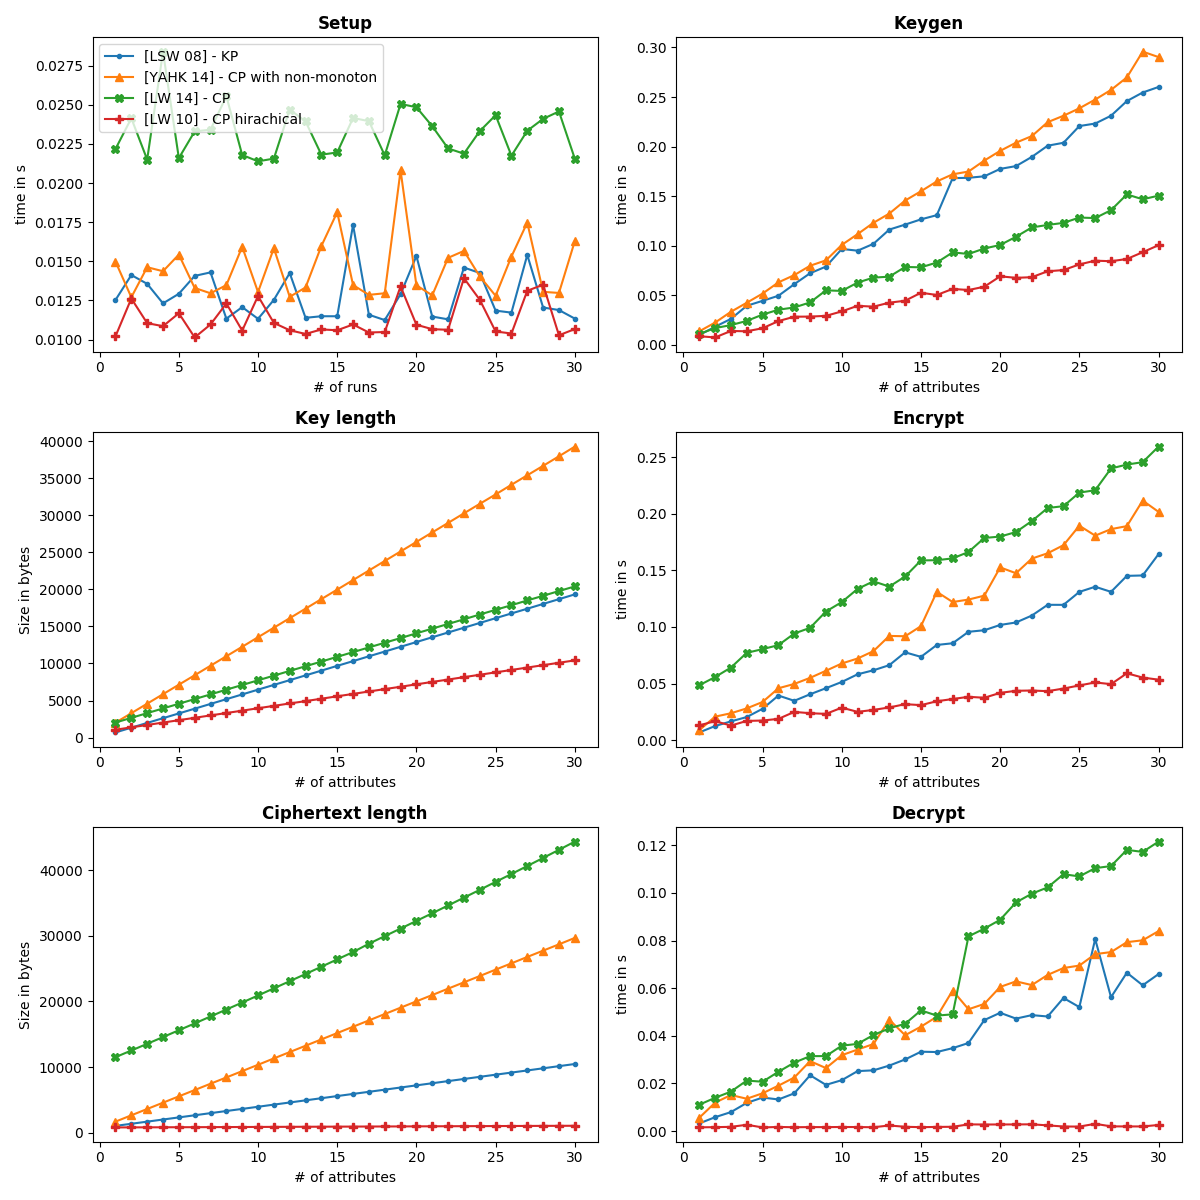 Setup
time in s
0.0275
0.0250
0.0225
0.0200
0.0175
0.0150
0.0125
0.0100
[LSW 08] - KP
[YAHK 14] - CP with non-monoton
[LW 14] - CP
[LW 10] - CP hirachical
0 5 10 15 20 25 30
# of runs
Keygen
time in s
0.30
0.25
0.20
0.15
0.10
0.05
0.00
0 5 10 15 20 25 30
# of attributes
Key length
Size in bytes
40000
35000
30000
25000
20000
15000
10000
5000
0
0 5 10 15 20 25 30
# of attributes
Encrypt
time in s
0.25
0.20
0.15
0.10
0.05
0.00
0 5 10 15 20 25 30
# of attributes
Ciphertext length
Size in bytes
40000
30000
20000
10000
0
0 5 10 15 20 25 30
# of attributes
Decrypt
time in s
0.12
0.10
0.08
0.06
0.04
0.02
0.00
0 5 10 15 20 25 30
# of attributes